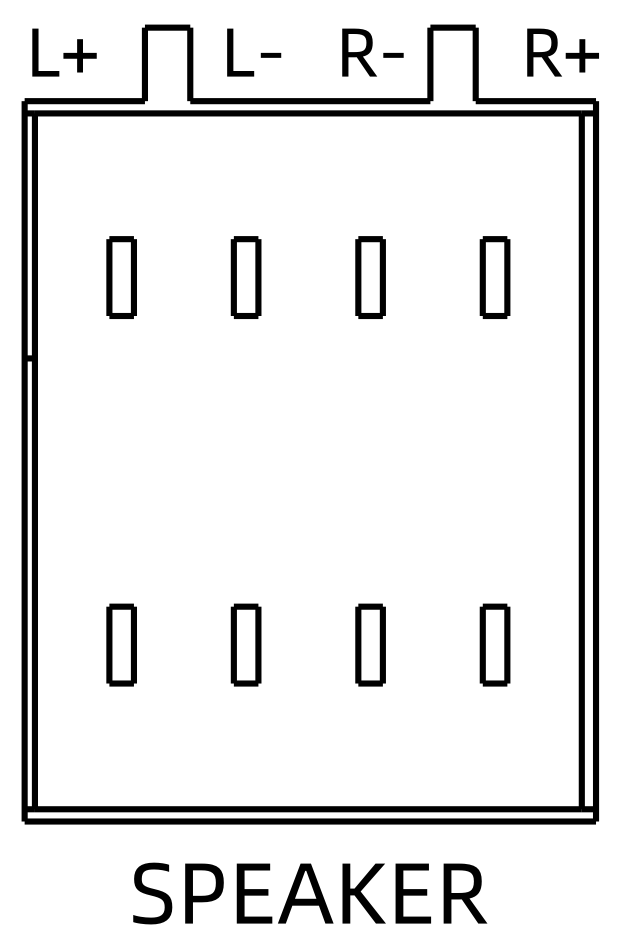 L+ L- R- R+
SPEAKER